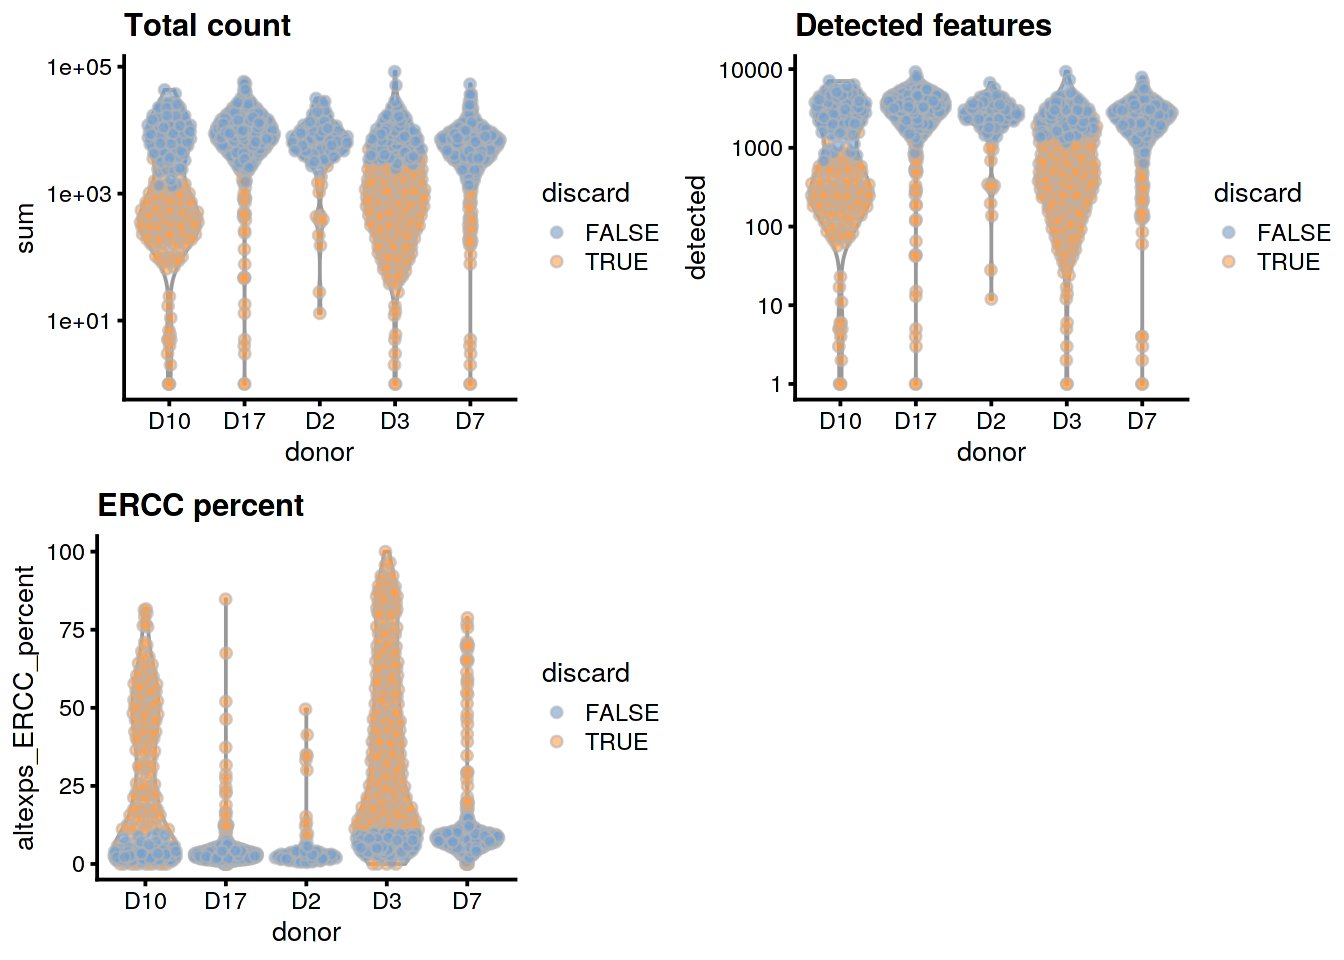 Total count
1e+05
1e+03
1e+01
sum
D10 D17 D2 D3 D7
donor
discard
FALSE
TRUE
Detected features
10000
1000
100
10
1
detected
D10 D17 D2 D3 D7
donor
discard
FALSE
TRUE
ERCC percent
100
75
50
25
0
altexps_ERCC_percent
D10 D17 D2 D3 D7
donor
discard
FALSE
TRUE